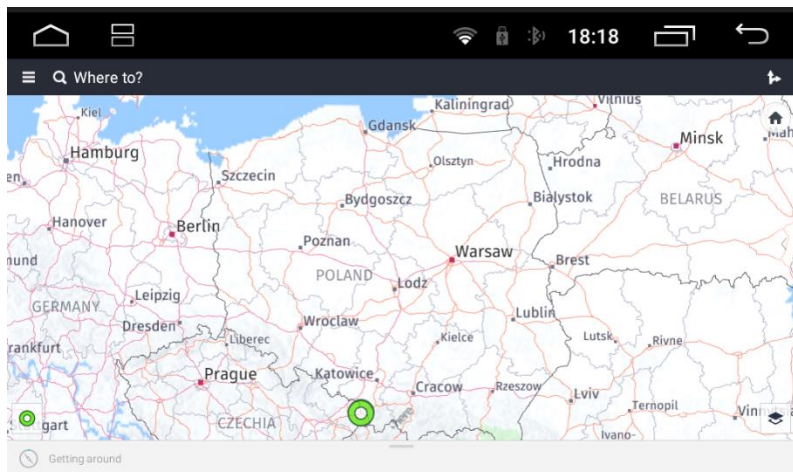 18:18
Where to?
Kiel
Kaliningrad
Vilnius
Gdansk
Minsk
Hamburg
Olsztyn
Hrodna
Szczecin
Bydgoszcz
Bialystok
BELARUS
Hanover
Berlin
Poznan
Warsaw
Brest
POLAND
Lodz
GERMANY
Leipzig
Lublin
Dresden
Wroclaw
Liberec
Kielce
Lutsk
Rivne
Prague
Katowice
Cracow
Rzeszow
Lviv
Ternopil
here
CZECHIA
Ivano-
Getting around